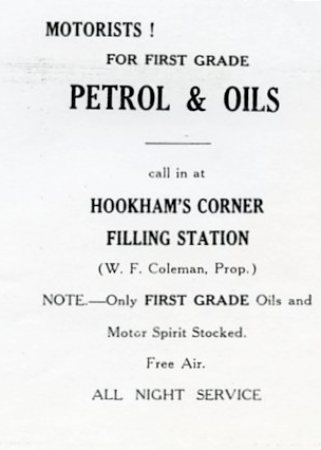 MOTORISTS !
FOR FIRST GRADE
PETROL & OILS
call in at
HOOKHAM'S CORNER
FILLING STATION
(W. F. Coleman, Prop.)
NOTE.—Only FIRST GRADE Oils and
Motor Spirit Stocked.
Free Air.
ALL NIGHT SERVICE